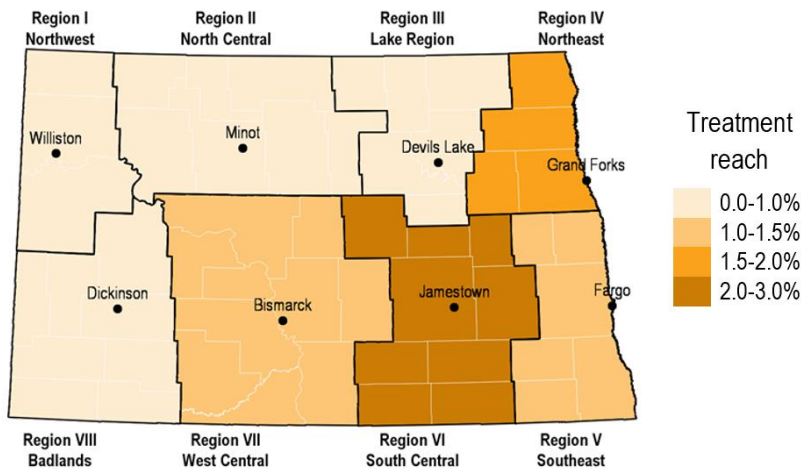 Region I
Northwest
Region II
North Central
Region III
Lake Region
Region IV
Northeast
Williston
Minot
Devils Lake
Grand Forks
Dickinson
Bismarck
Jamestown
Fargo
Treatment
reach
0.0-1.0%
1.0-1.5%
1.5-2.0%
2.0-3.0%
Region VIII
Badlands
Region VII
West Central
Region VI
South Central
Region V
Southeast